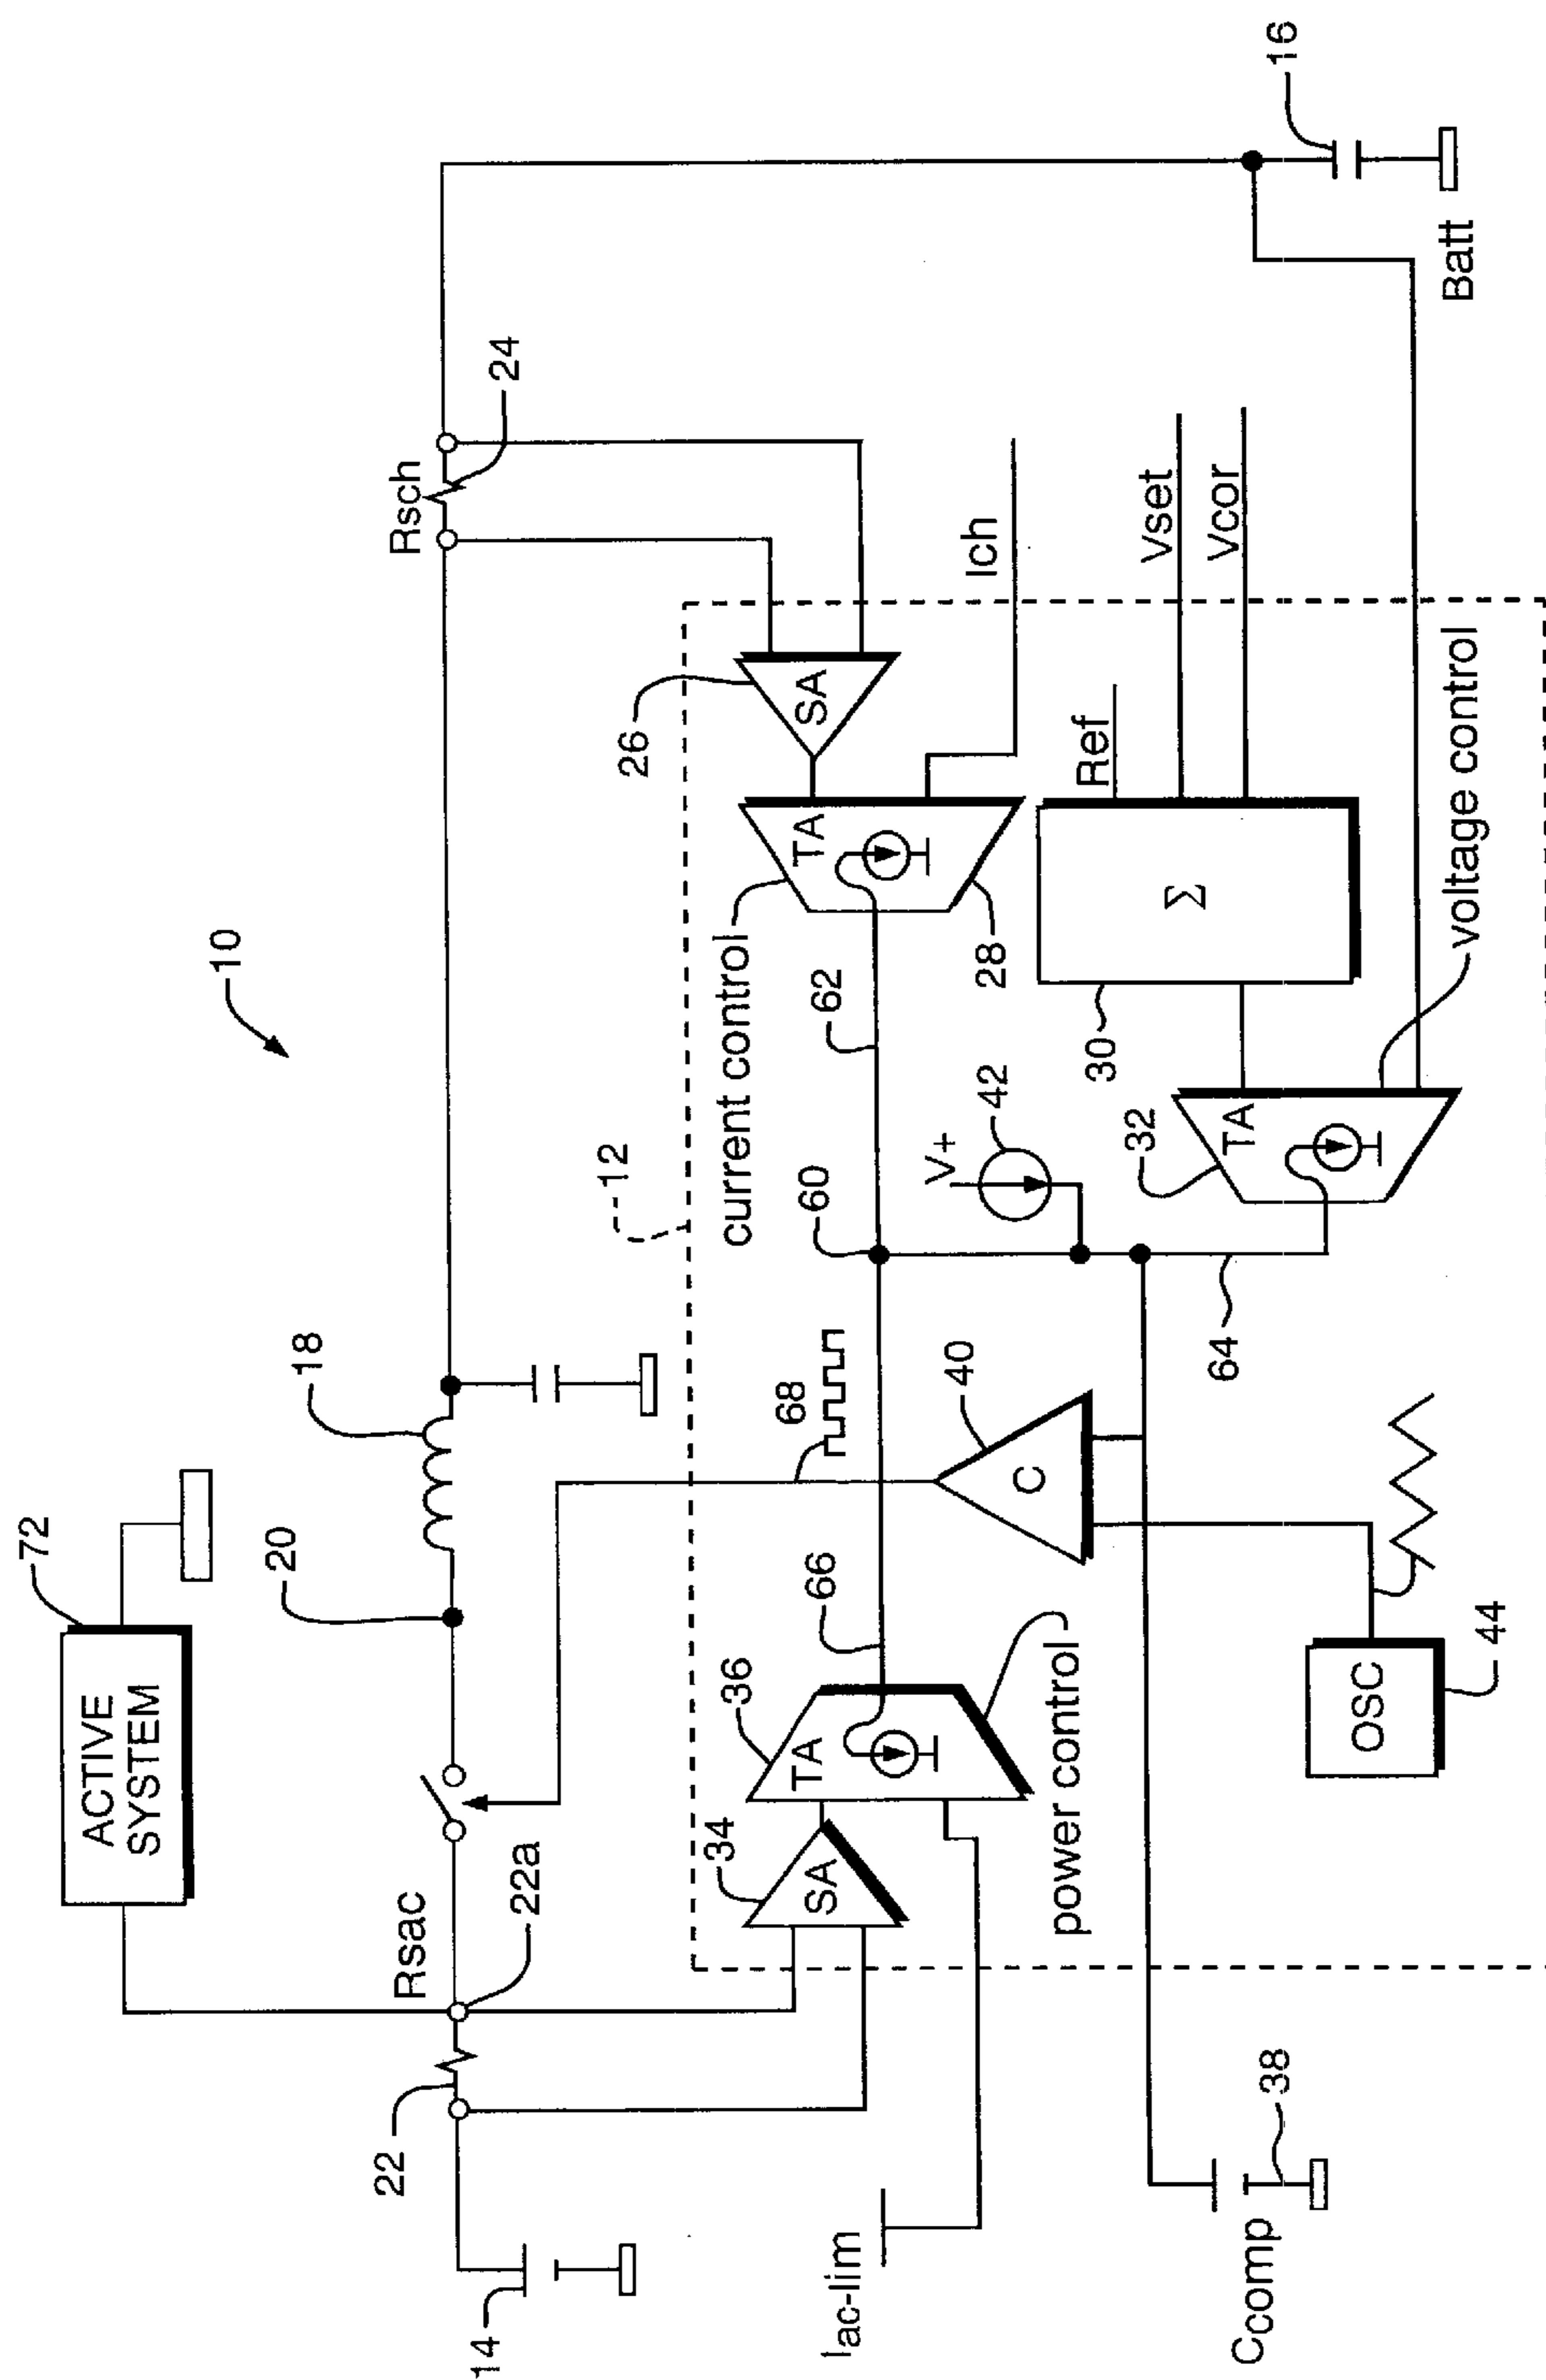 72
ACTIVE
SYSTEM
10
20
18
Rsac
22
22a
14
Rsch
24
16
Batt
12
26
SA
current control
TA
28
Ich
62
60
66
68
36
TA
34
SA
power control
Iac-lim
40
C
V+
42
Ref
Vset
Vcor
Σ
30
32
TA
voltage control
64
OSC
44
Ccomp
38